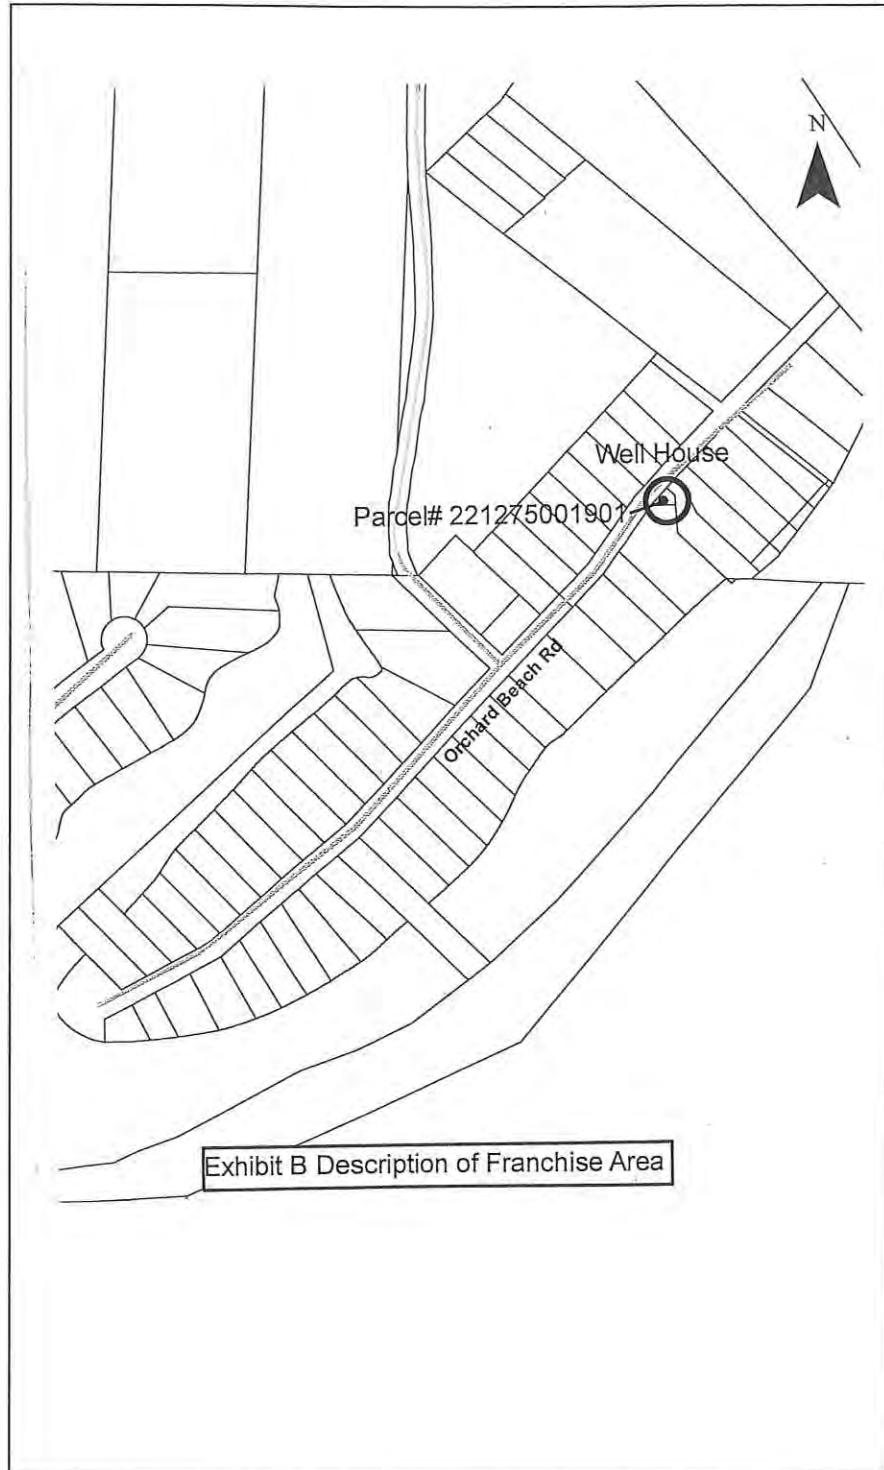 N
Well House
Parcel# 221275001901
Orchard Beach Rd
Exhibit B Description of Franchise Area